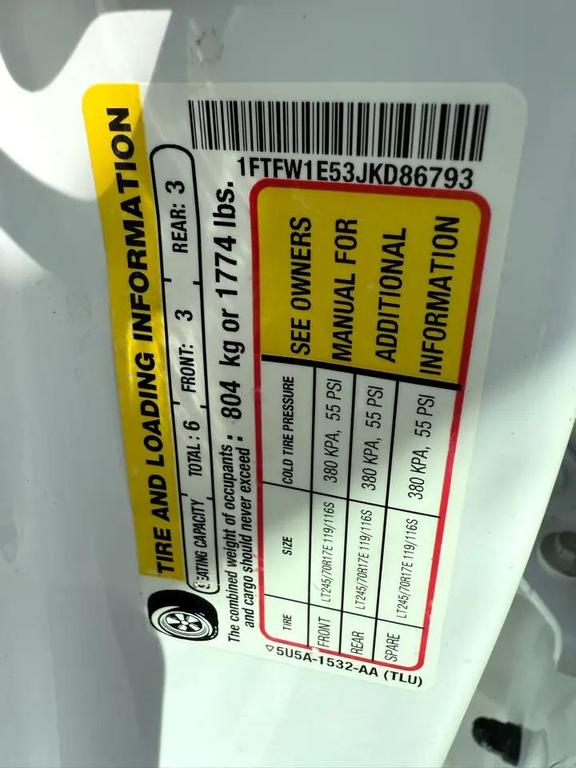 1FTFW1E53JKD86793
TIRE AND LOADING INFORMATION
SEATING CAPACITY TOTAL : 6 FRONT: 3 REAR: 3
The combined weight of occupants
and cargo should never exceed : 804 kg or 1774 lbs.
TIRE SIZE COLD TIRE PRESSURE
FRONT LT245/70R17E 119/116S 380 KPA, 55 PSI
REAR LT245/70R17E 119/116S 380 KPA, 55 PSI
SPARE LT245/70R17E 119/116S 380 KPA, 55 PSI
SEE OWNERS
MANUAL FOR
ADDITIONAL
INFORMATION
5U5A-1532-AA (TLU)